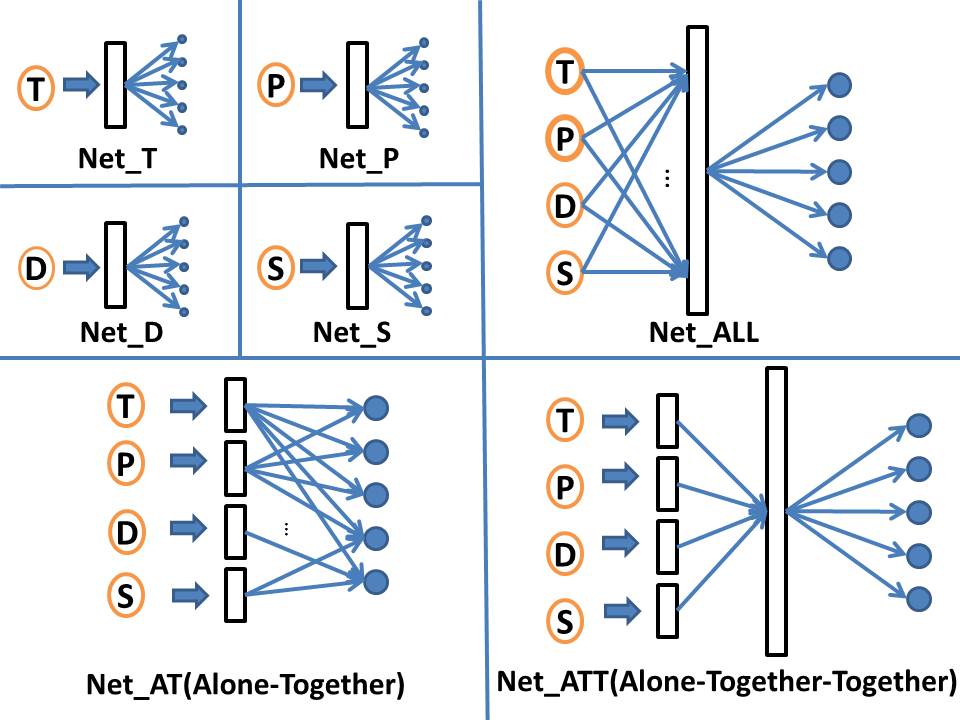 T
Net_T
P
Net_P
D
Net_D
S
Net_S
T
P
D
S
...
Net_ALL
T
P
D
S
...
Net_AT(Alone-Together)
T
P
D
S
Net_ATT(Alone-Together-Together)